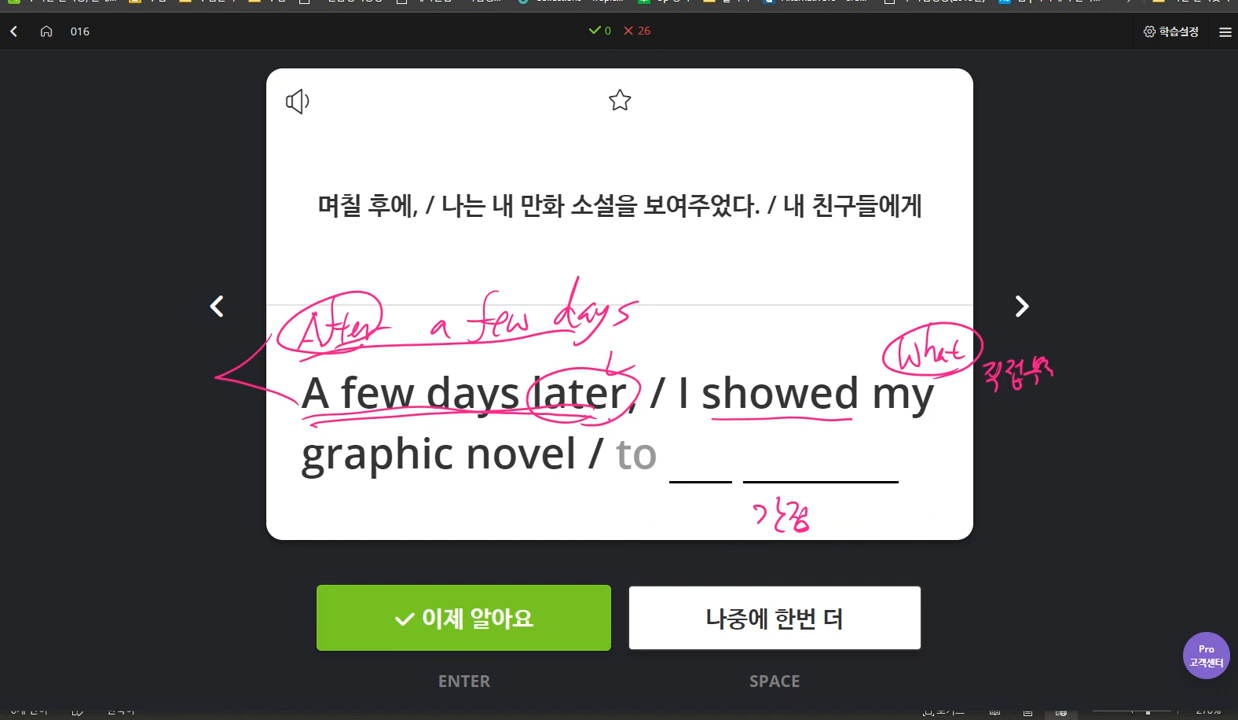 016
0
26
학습설정
며칠 후에, / 나는 내 만화 소설을 보여주었다. / 내 친구들에게
After a few days
What
A few days later, / I showed my
graphic novel / to
간접
이제 알아요
나중에 한번 더
Pro
고객센터
ENTER
SPACE